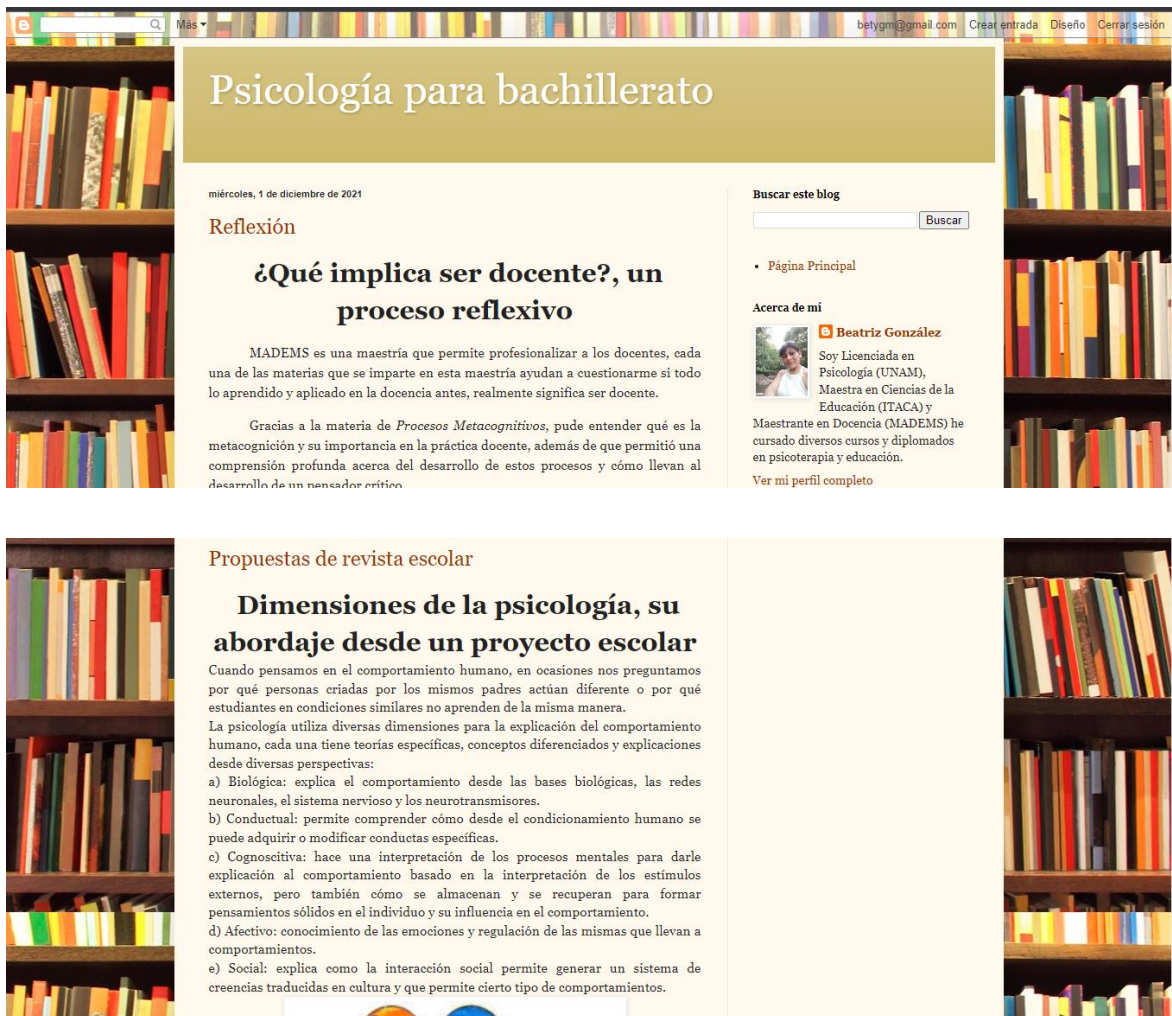 Más
betygm@gmail.com Crear entrada Diseño Cerrar sesión
Psicología para bachillerato
miércoles, 1 de diciembre de 2021
Reflexión
¿Qué implica ser docente?, un
proceso reflexivo
MADEMS es una maestría que permite profesionalizar a los docentes, cada
una de las materias que se imparte en esta maestría ayudan a cuestionarme si todo
lo aprendido y aplicado en la docencia antes, realmente significa ser docente.
Gracias a la materia de Procesos Metacognitivos, pude entender qué es la
metacognición y su importancia en la práctica docente, además de que permitió una
comprensión profunda acerca del desarrollo de estos procesos y cómo llevan al
desarrollo de un pensador crítico
Buscar este blog
Buscar
Página Principal
Acerca de mí
Beatriz González
Soy Licenciada en
Psicología (UNAM),
Maestra en Ciencias de la
Educación (ITACA) y
Maestrante en Docencia (MADEMS) he
cursado diversos cursos y diplomados
en psicoterapia y educación.
Ver mi perfil completo
Propuestas de revista escolar
Dimensiones de la psicología, su
abordaje desde un proyecto escolar
Cuando pensamos en el comportamiento humano, en ocasiones nos preguntamos
por qué personas criadas por los mismos padres actúan diferente o por qué
estudiantes en condiciones similares no aprenden de la misma manera.
La psicología utiliza diversas dimensiones para la explicación del comportamiento
humano, cada una tiene teorías específicas, conceptos diferenciados y explicaciones
desde diversas perspectivas:
a) Biológica: explica el comportamiento desde las bases biológicas, las redes
neuronales, el sistema nervioso y los neurotransmisores.
b) Conductual: permite comprender cómo desde el condicionamiento humano se
puede adquirir o modificar conductas específicas.
c) Cognoscitiva: hace una interpretación de los procesos mentales para darle
explicación al comportamiento basado en la interpretación de los estímulos
externos, pero también cómo se almacenan y se recuperan para formar
pensamientos sólidos en el individuo y su influencia en el comportamiento.
d) Afectivo: conocimiento de las emociones y regulación de las mismas que llevan a
comportamientos.
e) Social: explica como la interacción social permite generar un sistema de
creencias traducidas en cultura y que permite cierto tipo de comportamientos.